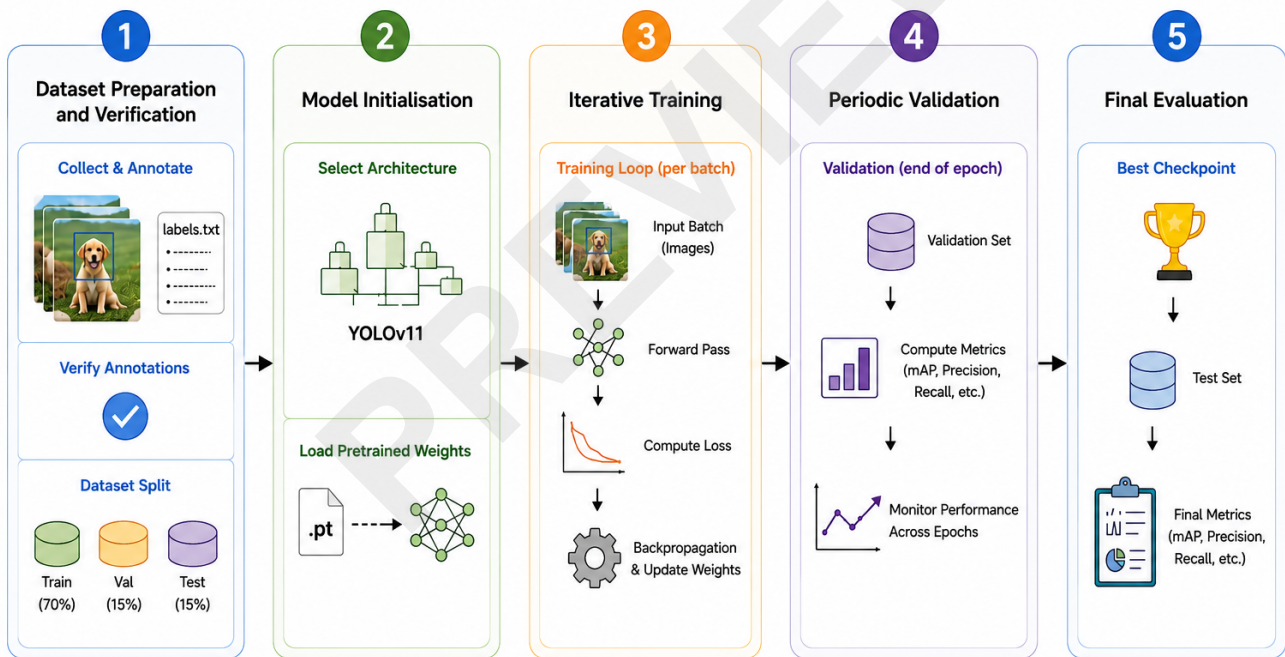 1
Dataset Preparation
and Verification
Collect & Annotate
labels.txt
Verify Annotations
Dataset Split
Train
(70%)
Val
(15%)
Test
(15%)
2
Model Initialisation
Select Architecture
YOLOv11
Load Pretrained Weights
.pt
3
Iterative Training
Training Loop (per batch)
Input Batch
(Images)
Forward Pass
Compute Loss
Backpropagation
& Update Weights
4
Periodic Validation
Validation (end of epoch)
Validation Set
Compute Metrics
(mAP, Precision,
Recall, etc.)
Monitor Performance
Across Epochs
5
Final Evaluation
Best Checkpoint
Test Set
Final Metrics
(mAP, Precision,
Recall, etc.)
PREVIE